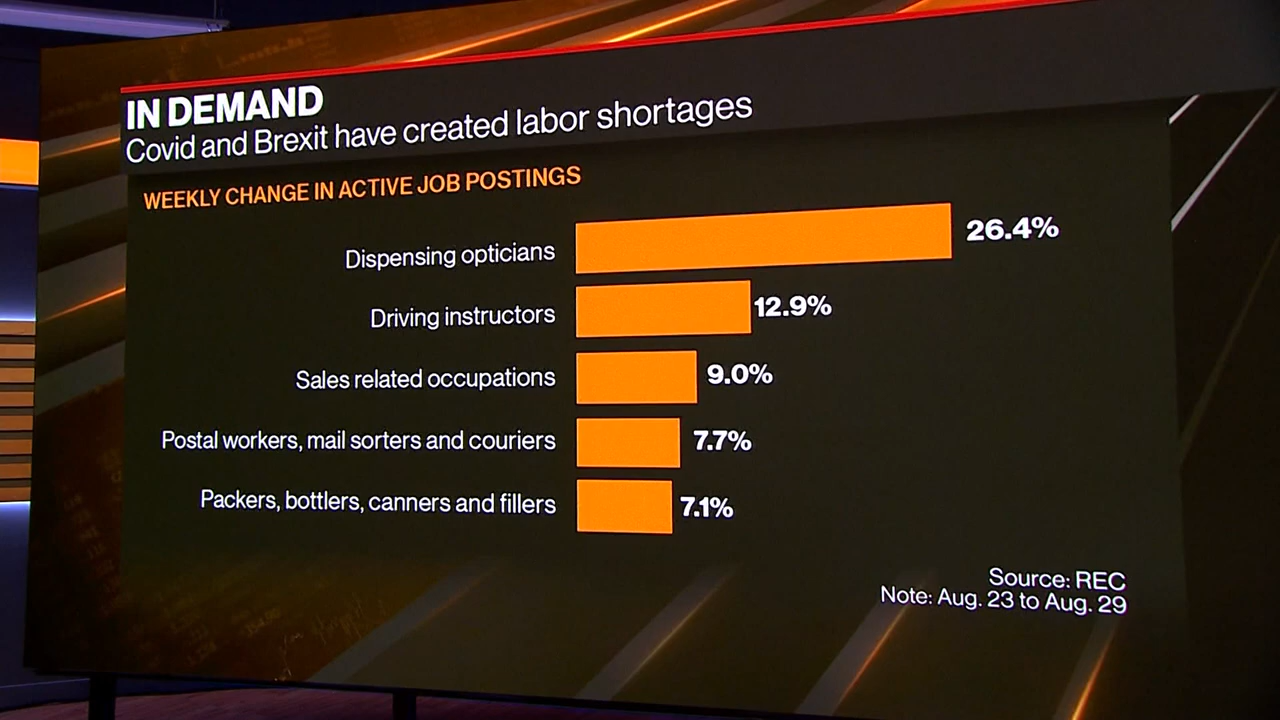 IN DEMAND
Covid and Brexit have created labor shortages
WEEKLY CHANGE IN ACTIVE JOB POSTINGS
Dispensing opticians 26.4%
Driving instructors 12.9%
Sales related occupations 9.0%
Postal workers, mail sorters and couriers 7.7%
Packers, bottlers, canners and fillers 7.1%
Source: REC
Note: Aug. 23 to Aug. 29